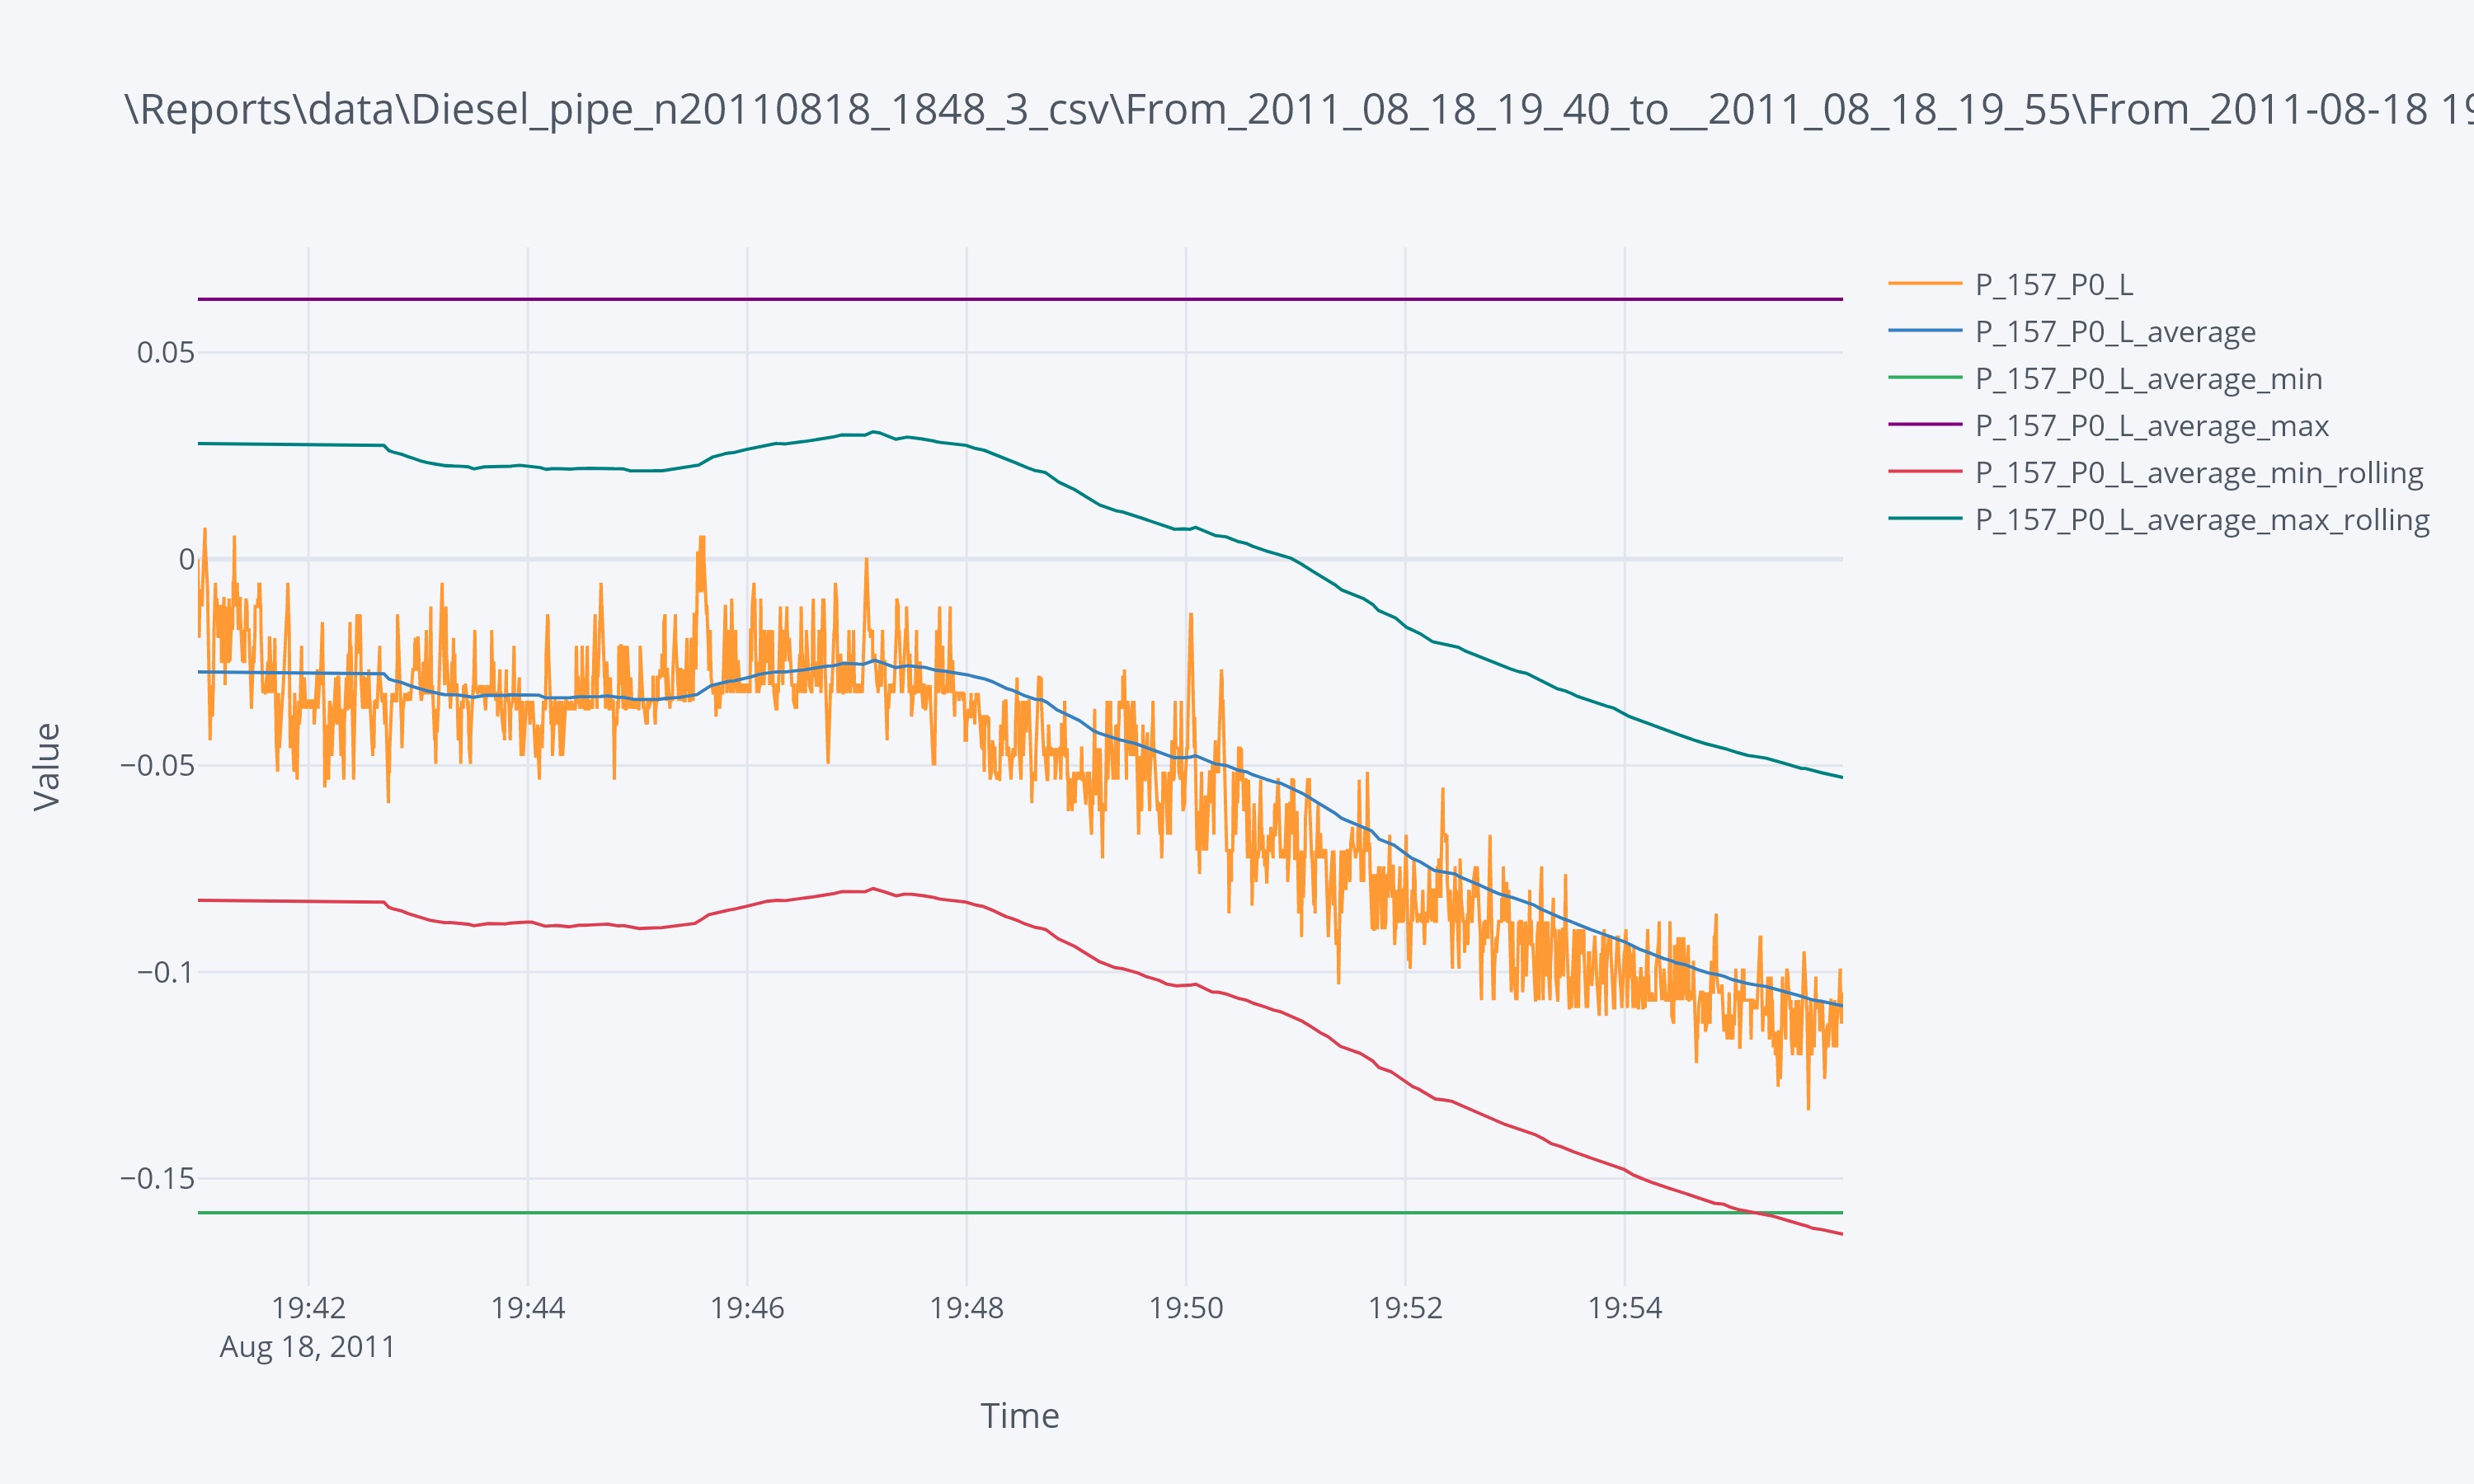 \Reports\data\Diesel_pipe_n20110818_1848_3_csv\From_2011_08_18_19_40_to__2011_08_18_19_55\From_2011-08-18 19
P_157_P0_L
P_157_P0_L_average
P_157_P0_L_average_min
P_157_P0_L_average_max
P_157_P0_L_average_min_rolling
P_157_P0_L_average_max_rolling
Value
0.05
0
−0.05
−0.1
−0.15
19:42
Aug 18, 2011
19:44
19:46
19:48
19:50
19:52
19:54
Time